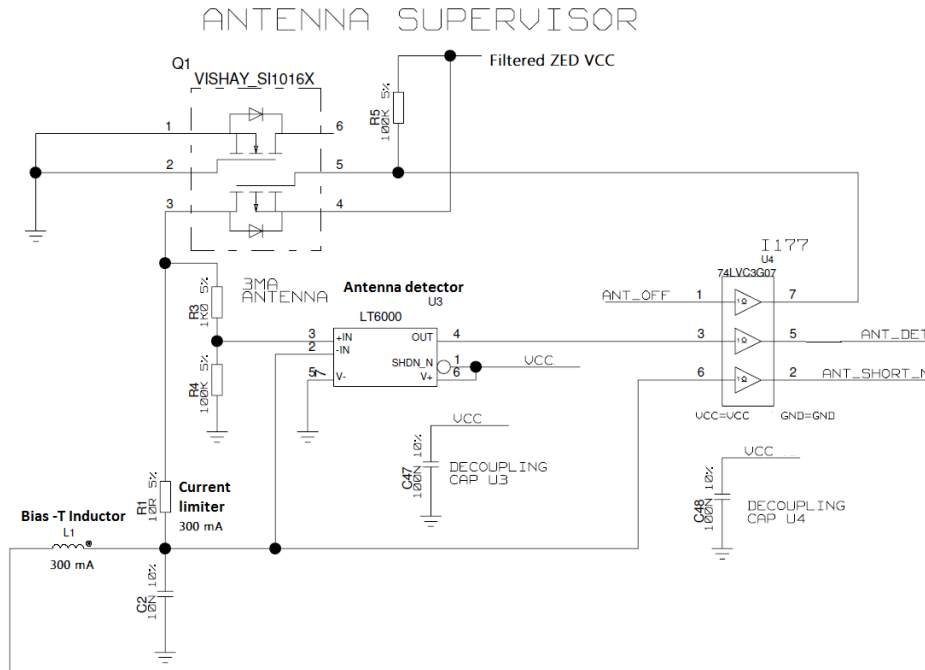 ANTENNA SUPERVISOR
Filtered ZED VCC
Q1
VISHAY_SI1016X
1
6
2
5
3
4
R5
100K 5%
I177
U4
74LVC3G07
ANT_OFF
1
7
3
5
ANT_DET
6
2
ANT_SHORT_N
VCC=VCC
GND=GND
R3
1K0 5%
3MA
ANTENNA
Antenna detector
U3
LT6000
3
+IN
OUT
4
2
-IN
SHDN_N
1
VCC
7
5
V-
V+
6
R4
100K 5%
VCC
C47
100N 10%
DECOUPLING
CAP U3
VCC
C48
100N 10%
DECOUPLING
CAP U4
R1
10R 5%
Current
limiter
300 mA
Bias -T Inductor
L1
300 mA
C2
10N 10%